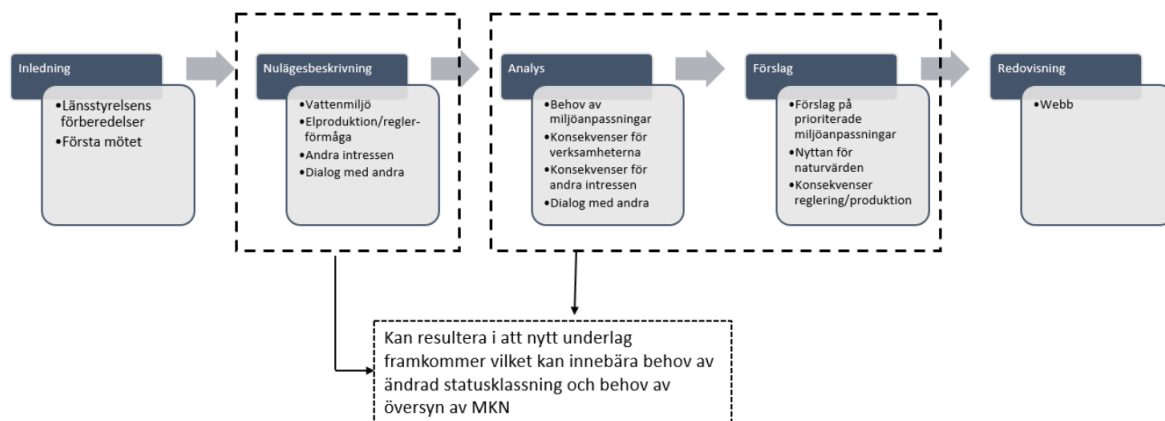 Inledning
•Länsstyrelsens
förberedelser
•Första mötet
Nulägesbeskrivning
•Vattenmiljö
•Elproduktion/regler-
förmåga
•Andra intressen
•Dialog med andra
Analys
•Behov av
miljöanpassningar
•Konsekvenser för
verksamheterna
•Konsekvenser för
andra intressen
•Dialog med andra
Förslag
•Förslag på
prioriterade
miljöanpassningar
•Nyttan för
naturvärden
•Konsekvenser
reglering/produktion
Redovisning
•Webb
Kan resultera i att nytt underlag
framkommer vilket kan innebära behov av
ändrad statusklassning och behov av
översyn av MKN